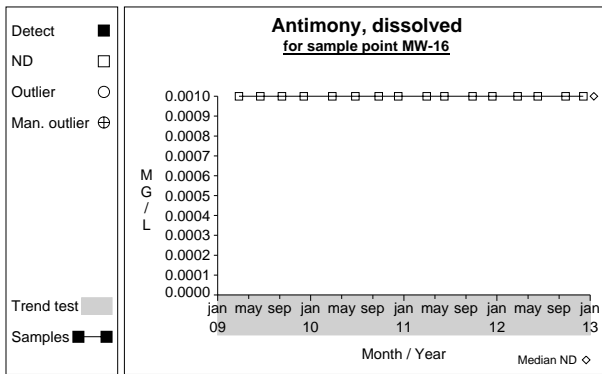 Detect
ND
Outlier
Man. outlier
Trend test
Samples
Antimony, dissolved
for sample point MW-16
0.0010
0.0009
0.0008
0.0007
0.0006
0.0005
0.0004
0.0003
0.0002
0.0001
0.0000
M
G
/
L
jan may sep jan may sep jan may sep jan may sep jan
09 10 11 12 13
Month / Year
Median ND